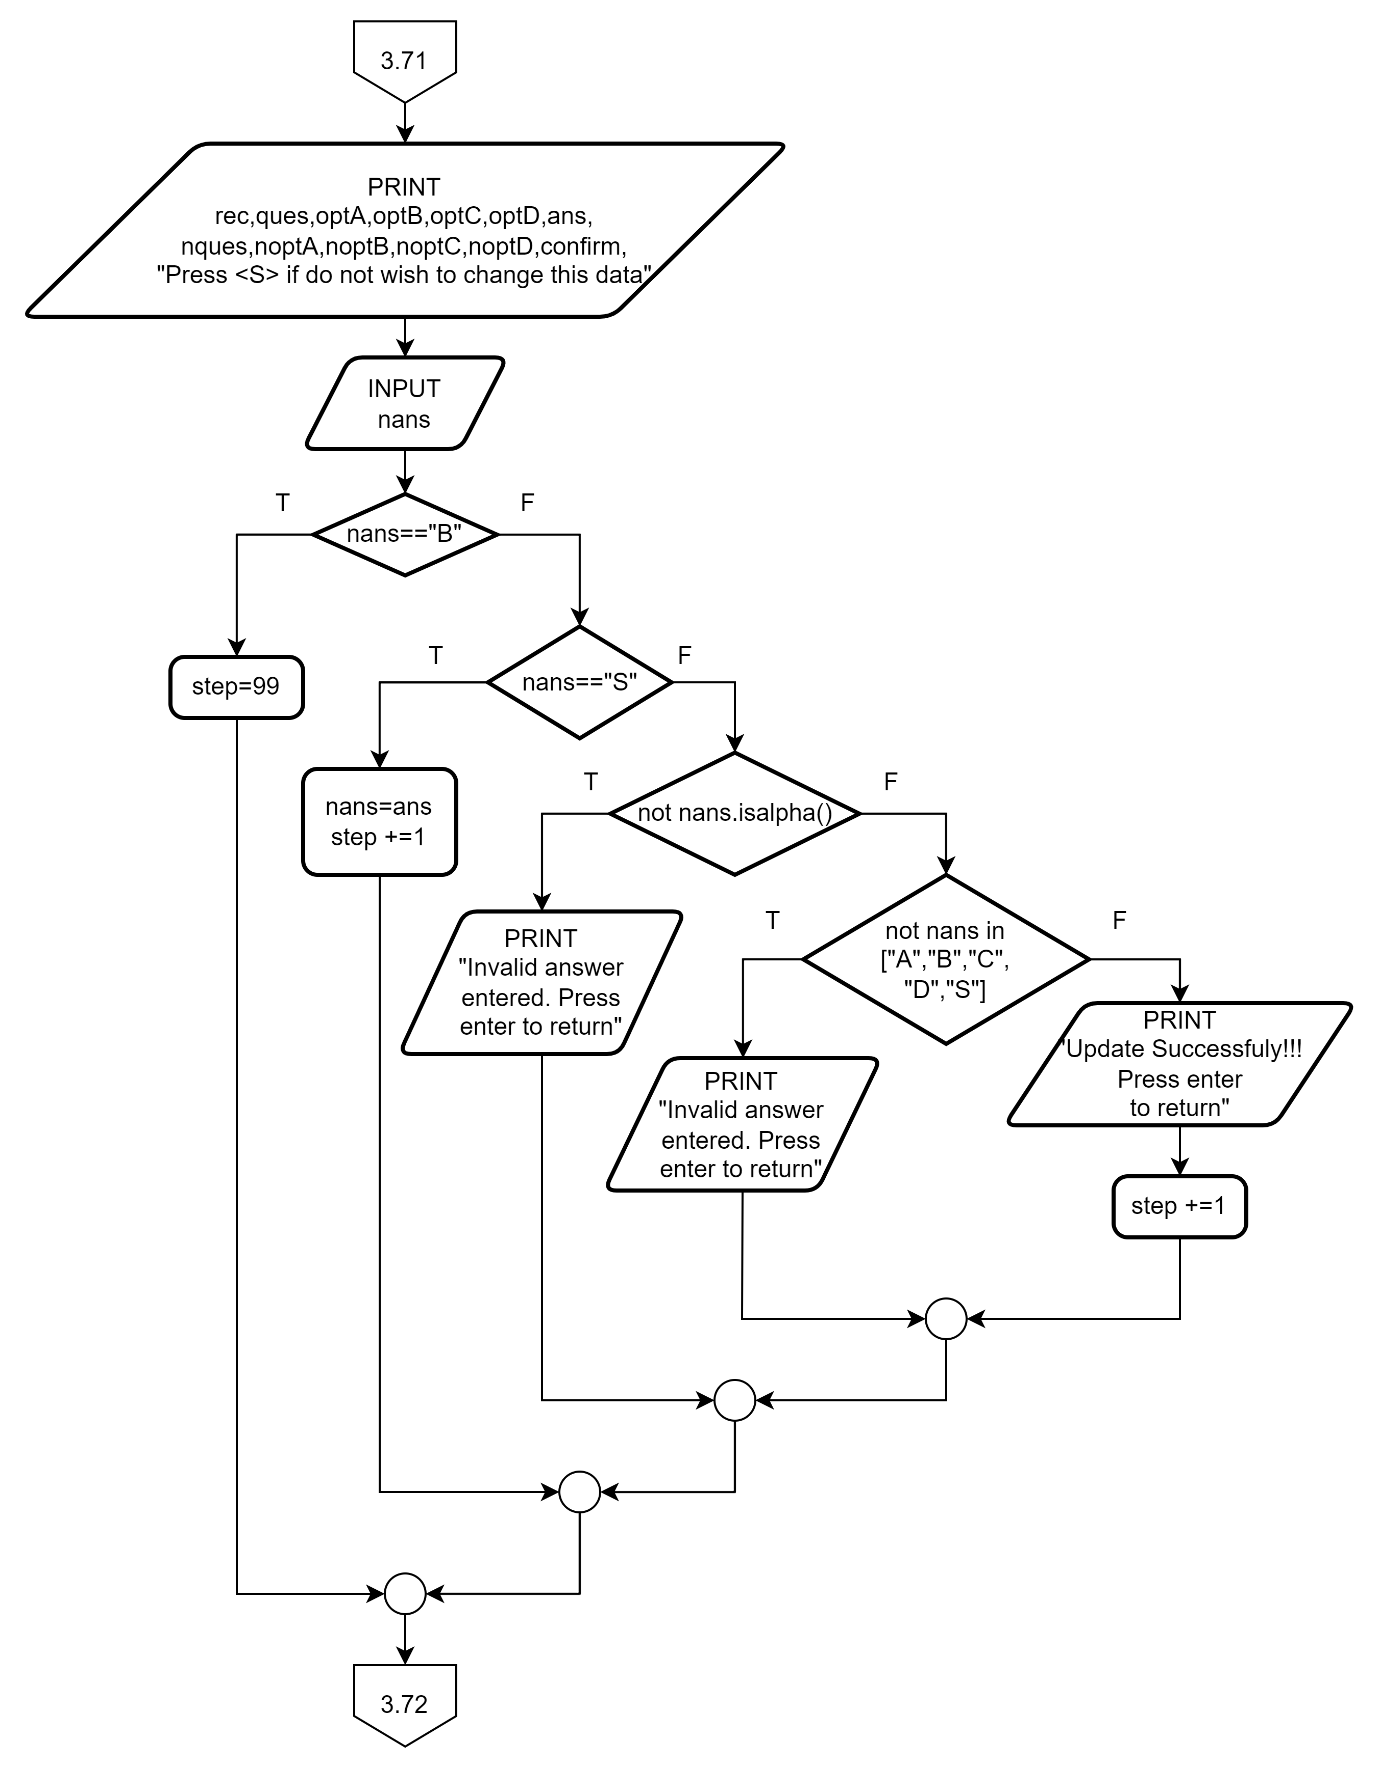 3.71
PRINT
rec,ques,optA,optB,optC,optD,ans,
nques,noptA,noptB,noptC,noptD,confirm,
"Press <S> if do not wish to change this data"
INPUT
nans
T
F
nans=="B"
T
F
step=99
nans=="S"
T
F
nans=ans
step +=1
not nans.isalpha()
T
F
PRINT
"Invalid answer
entered. Press
enter to return"
not nans in
["A","B","C",
"D","S"]
PRINT
"Invalid answer
entered. Press
enter to return"
PRINT
"Update Successfuly!!!
Press enter
to return"
step +=1
3.72